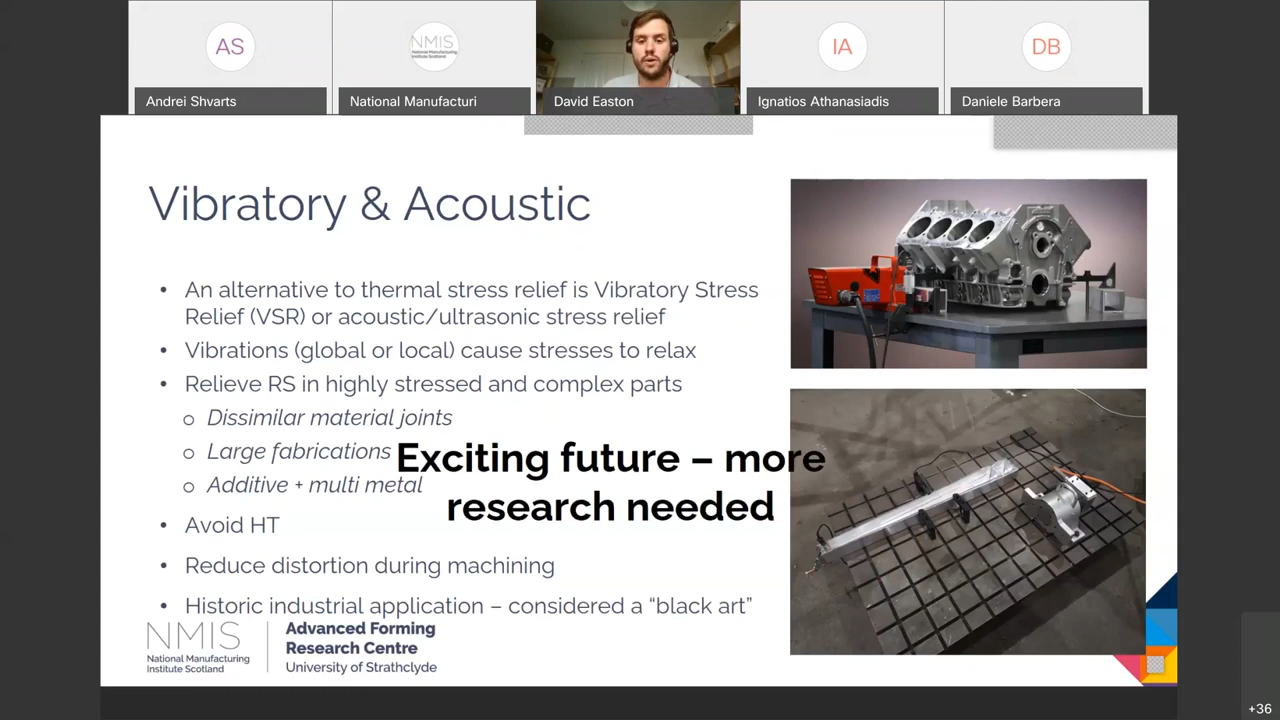 AS
NMIS
National Manufacturing
Institute Scotland
IA
DB
Andrei Shvarts
National Manufacturi
David Easton
Ignatios Athanasiadis
Daniele Barbera
Vibratory & Acoustic
• An alternative to thermal stress relief is Vibratory Stress
Relief (VSR) or acoustic/ultrasonic stress relief
• Vibrations (global or local) cause stresses to relax
• Relieve RS in highly stressed and complex parts
o Dissimilar material joints
o Large fabrications
o Additive + multi metal
Exciting future – more
research needed
• Avoid HT
• Reduce distortion during machining
• Historic industrial application – considered a “black art”
NMIS
National Manufacturing
Institute Scotland
Advanced Forming
Research Centre
University of Strathclyde
+36